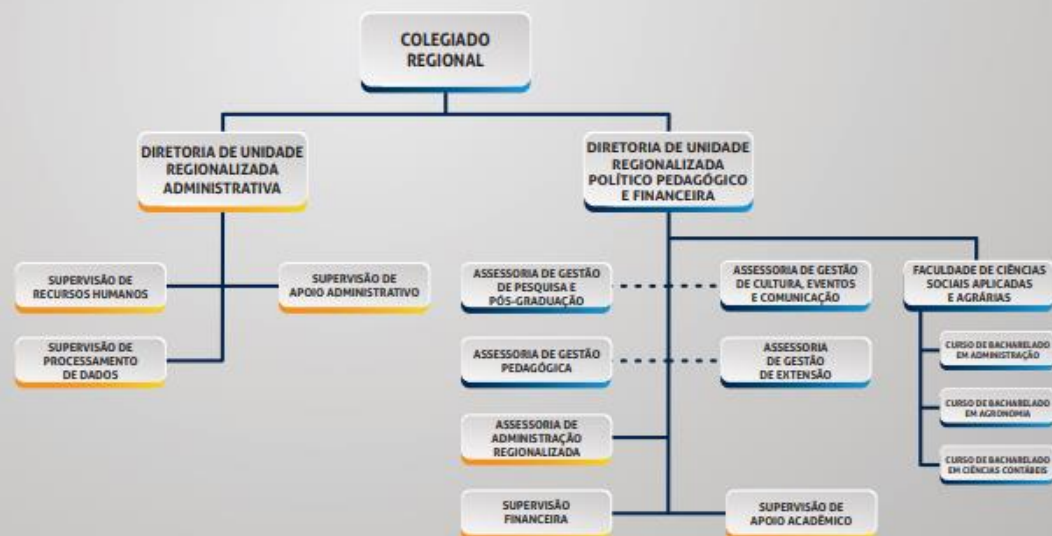 COLEGIADO
REGIONAL
DIRETORIA DE UNIDADE
REGIONALIZADA
ADMINISTRATIVA
DIRETORIA DE UNIDADE
REGIONALIZADA
POLÍTICO PEDAGÓGICO
E FINANCEIRA
SUPERVISÃO DE
RECURSOS HUMANOS
SUPERVISÃO DE
APOIO ADMINISTRATIVO
SUPERVISÃO DE
PROCESSAMENTO
DE DADOS
ASSESSORIA DE GESTÃO
DE PESQUISA E
PÓS-GRADUAÇÃO
ASSESSORIA DE GESTÃO
DE CULTURA, EVENTOS
E COMUNICAÇÃO
ASSESSORIA DE GESTÃO
PEDAGÓGICA
ASSESSORIA
DE GESTÃO
DE EXTENSÃO
ASSESSORIA DE
ADMINISTRAÇÃO
REGIONALIZADA
SUPERVISÃO
FINANCEIRA
SUPERVISÃO DE
APOIO ACADÊMICO
FACULDADE DE CIÊNCIAS
SOCIAIS APLICADAS
E AGRÁRIAS
CURSO DE BACHARELADO
EM ADMINISTRAÇÃO
CURSO DE BACHARELADO
EM AGRONOMIA
CURSO DE BACHARELADO
EM CIÊNCIAS CONTÁBEIS